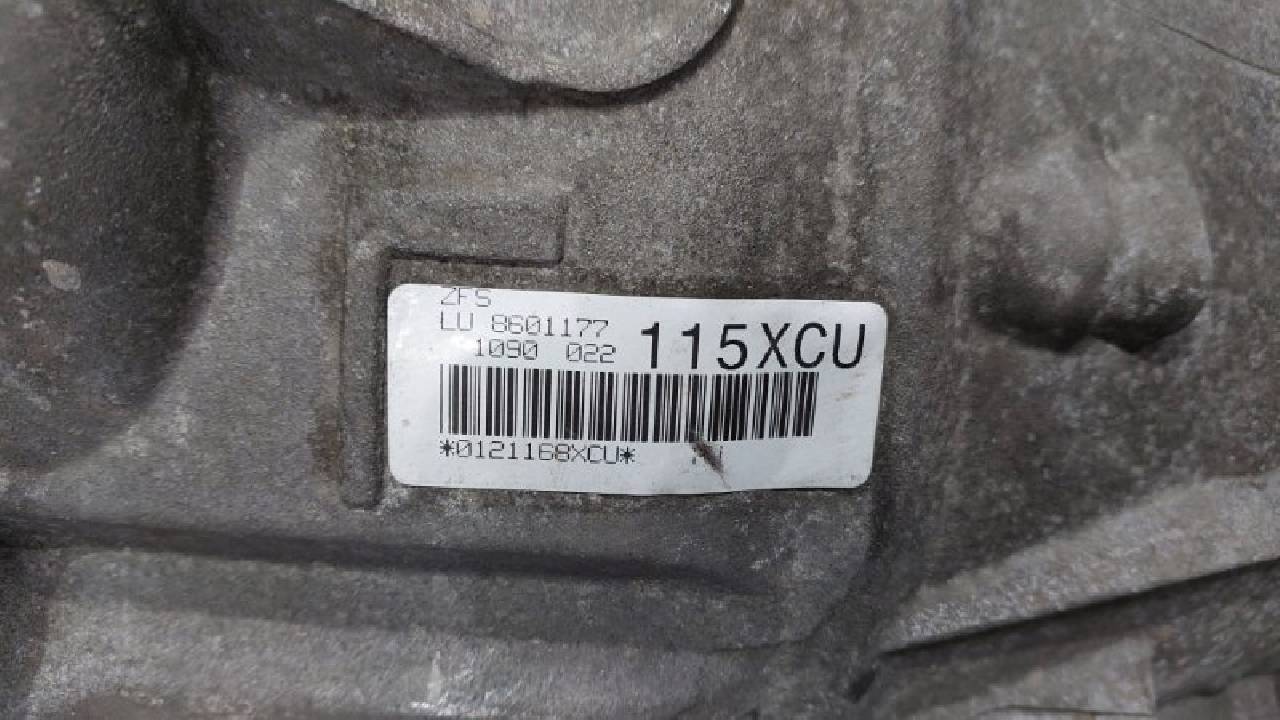 ZFS
LU 8601177
1090 022
115XCU
*0121168XCU*